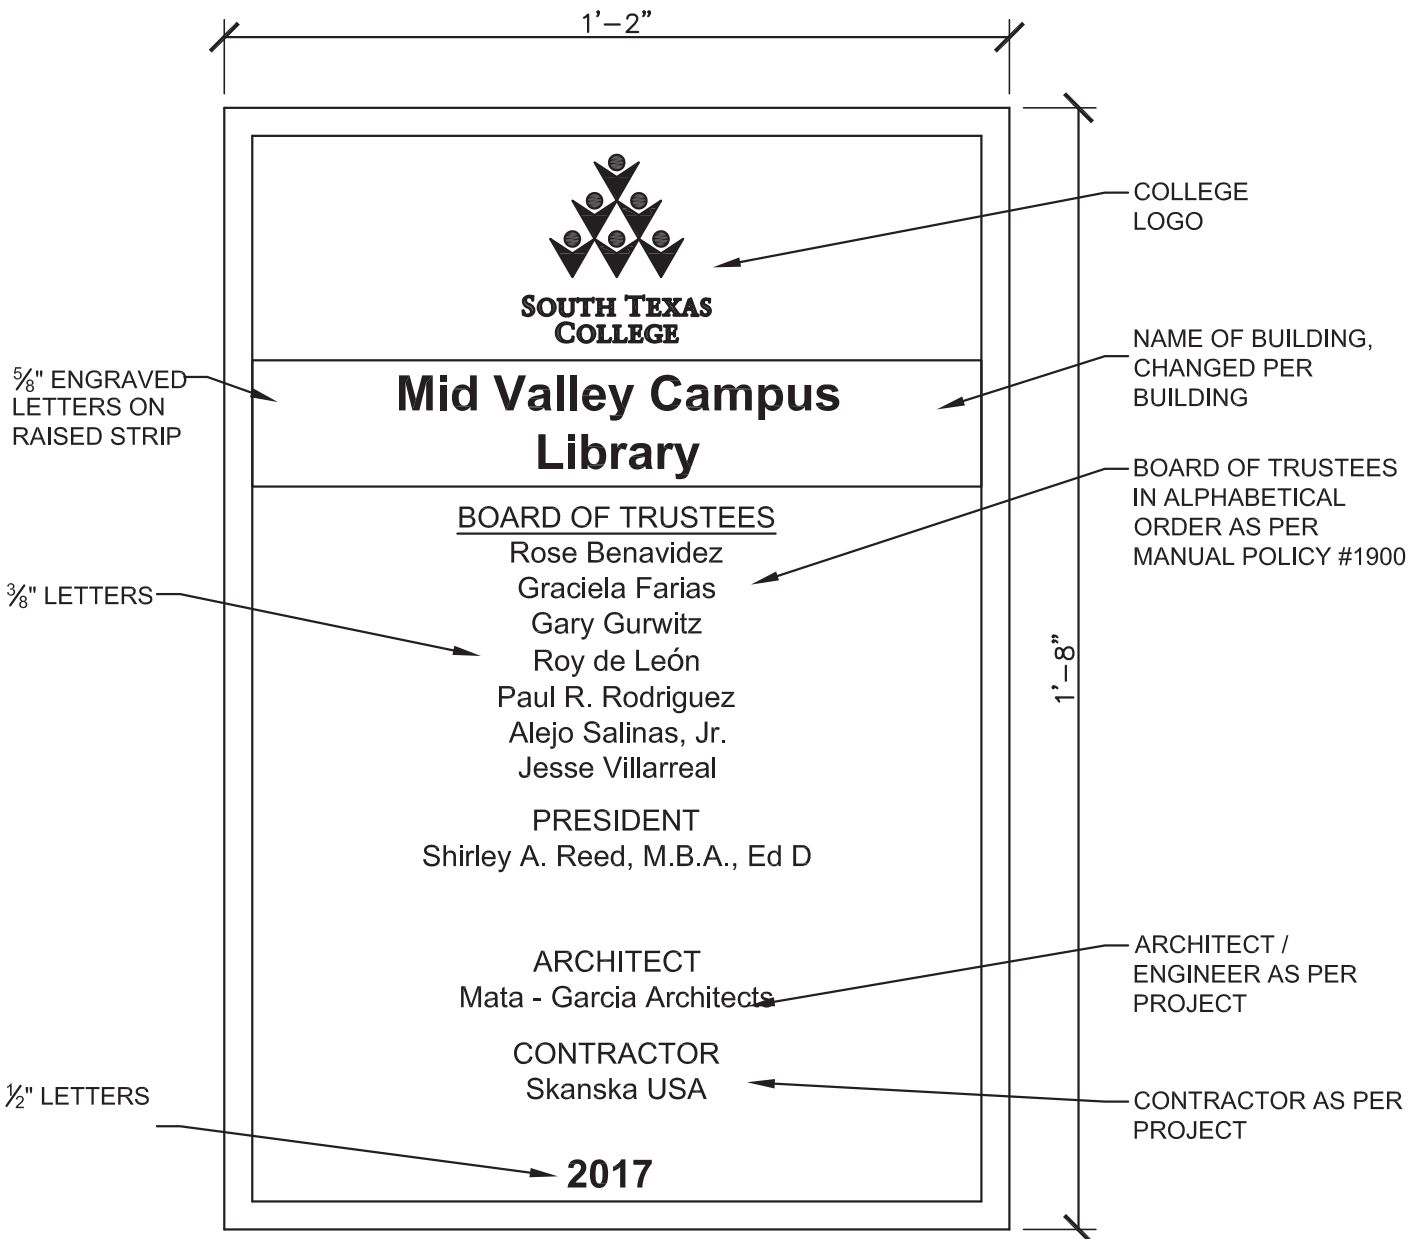 1'-2"
COLLEGE
LOGO
SOUTH TEXAS
COLLEGE
NAME OF BUILDING,
CHANGED PER
BUILDING
⅝" ENGRAVED
LETTERS ON
RAISED STRIP
Mid Valley Campus
Library
BOARD OF TRUSTEES
IN ALPHABETICAL
ORDER AS PER
MANUAL POLICY #1900
BOARD OF TRUSTEES
Rose Benavidez
Graciela Farias
Gary Gurwitz
Roy de León
Paul R. Rodriguez
Alejo Salinas, Jr.
Jesse Villarreal
⅜" LETTERS
1'-8"
PRESIDENT
Shirley A. Reed, M.B.A., Ed D
ARCHITECT
Mata - Garcia Architects
ARCHITECT /
ENGINEER AS PER
PROJECT
CONTRACTOR
Skanska USA
½" LETTERS
CONTRACTOR AS PER
PROJECT
2017